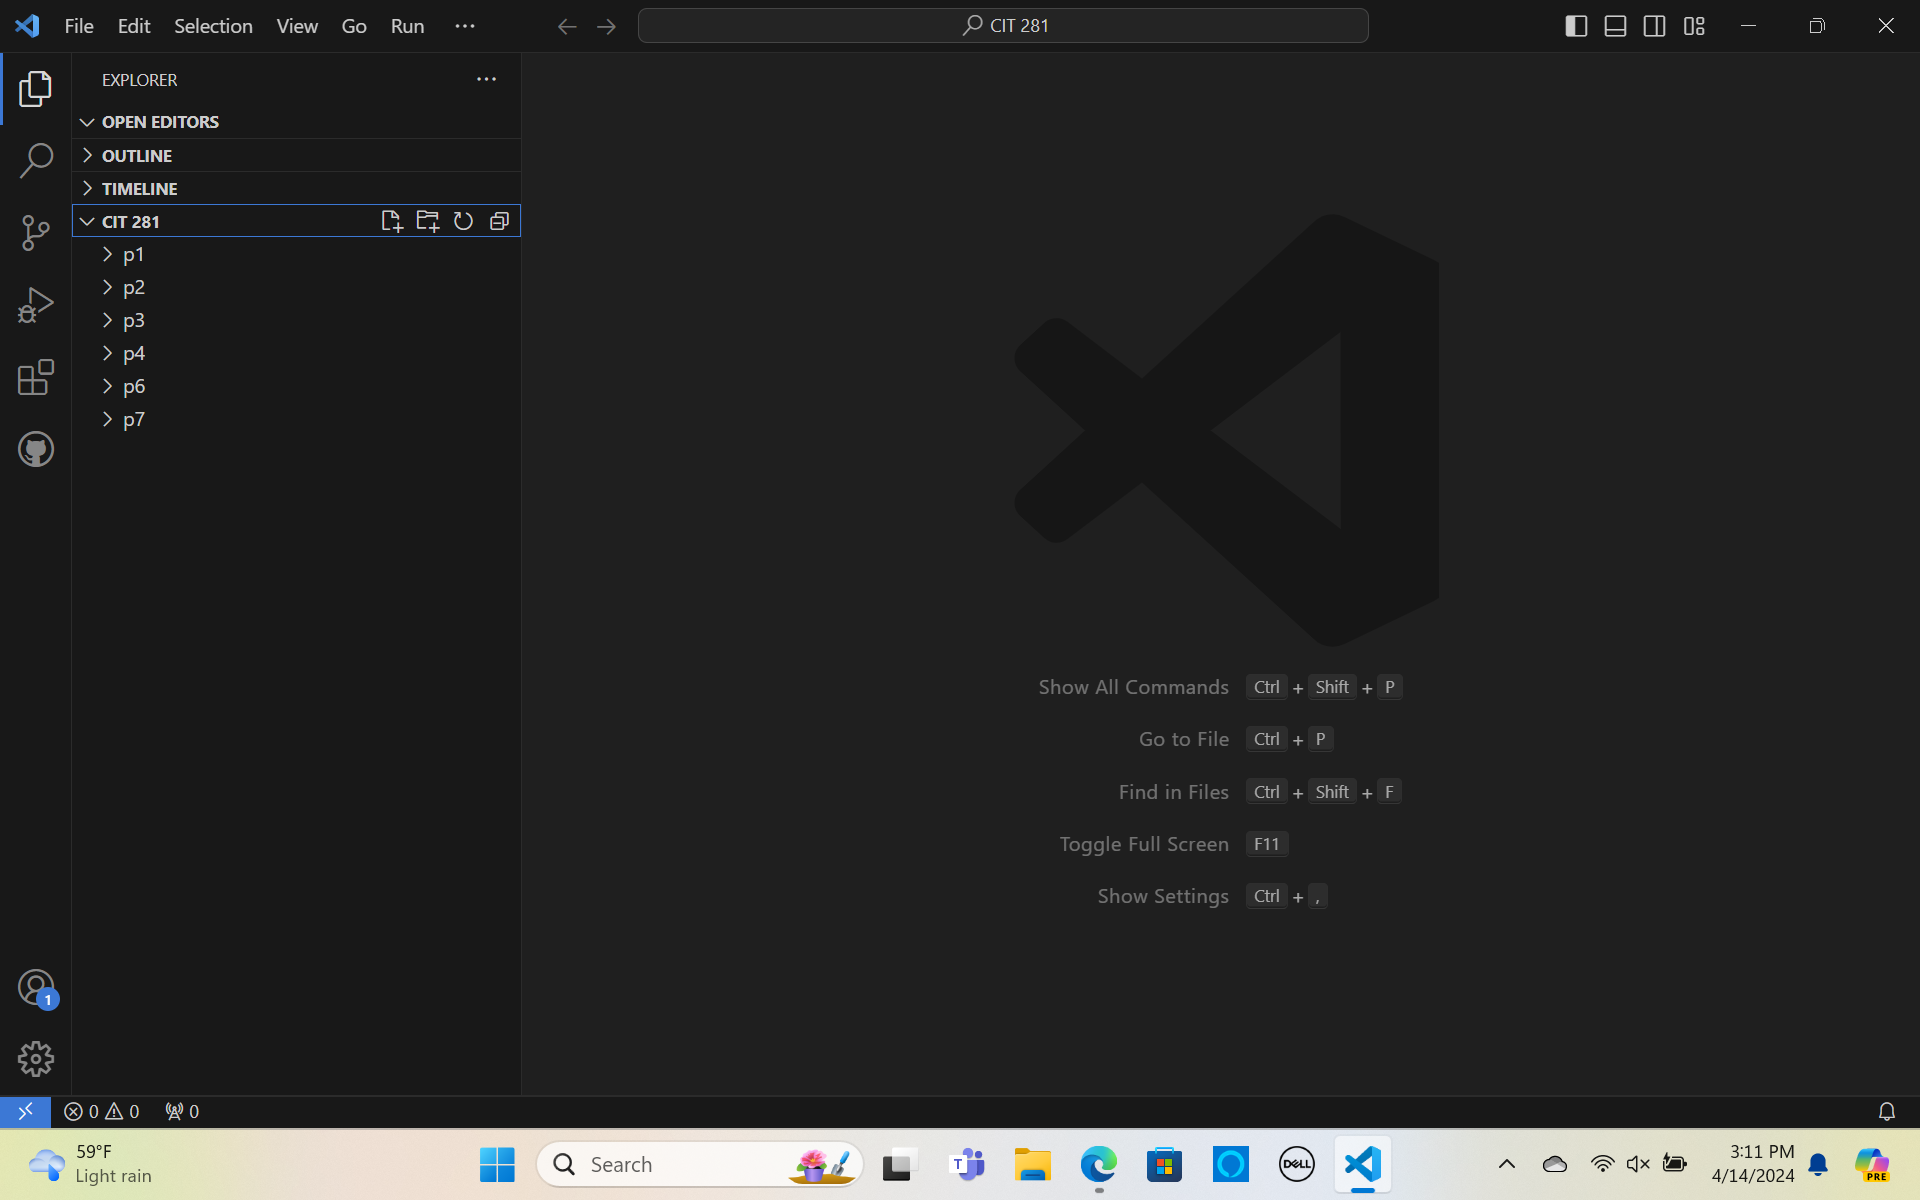 File Edit Selection View Go Run ···
CIT 281
EXPLORER
OPEN EDITORS
OUTLINE
TIMELINE
CIT 281
p1
p2
p3
p4
p6
p7
Show All Commands Ctrl + Shift + P
Go to File Ctrl + P
Find in Files Ctrl + Shift + F
Toggle Full Screen F11
Show Settings Ctrl + ,
1
0 0 0
59°F
Light rain
Search
T
DELL
3:11 PM
4/14/2024
PRE